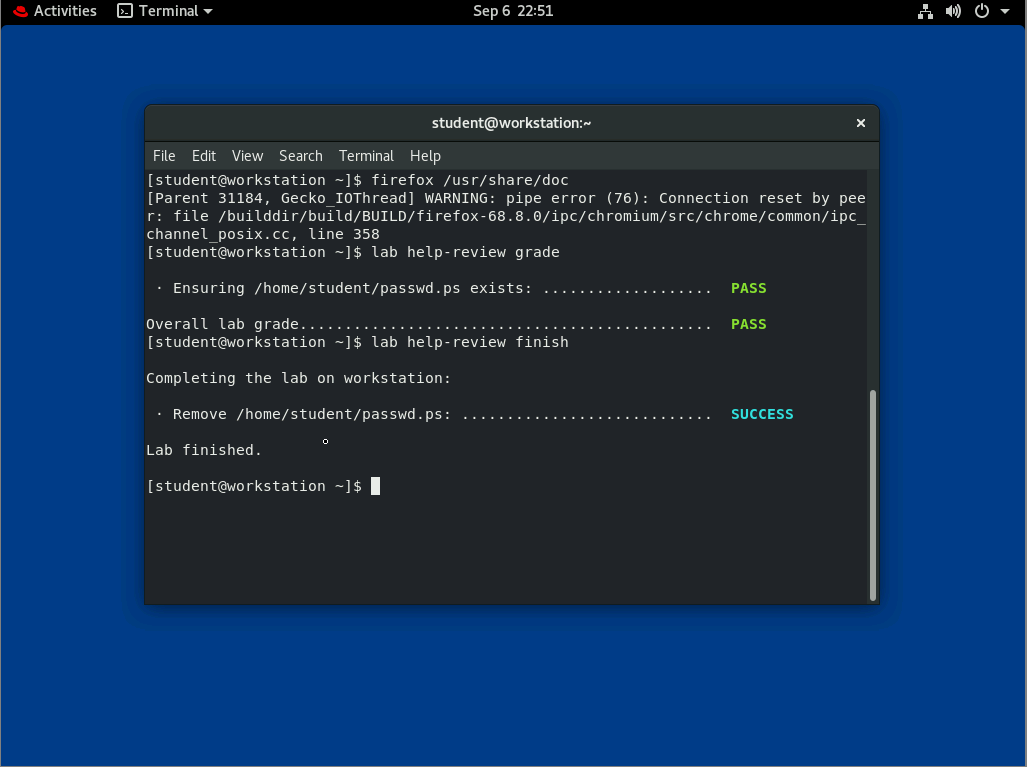 Activities Terminal Sep 6 22:51
student@workstation:~ ×
File Edit View Search Terminal Help
[student@workstation ~]$ firefox /usr/share/doc
[Parent 31184, Gecko_IOThread] WARNING: pipe error (76): Connection reset by pee
r: file /builddir/build/BUILD/firefox-68.8.0/ipc/chromium/src/chrome/common/ipc_
channel_posix.cc, line 358
[student@workstation ~]$ lab help-review grade
· Ensuring /home/student/passwd.ps exists: ................... PASS
Overall lab grade.............................................. PASS
[student@workstation ~]$ lab help-review finish
Completing the lab on workstation:
· Remove /home/student/passwd.ps: ............................ SUCCESS
Lab finished.
[student@workstation ~]$